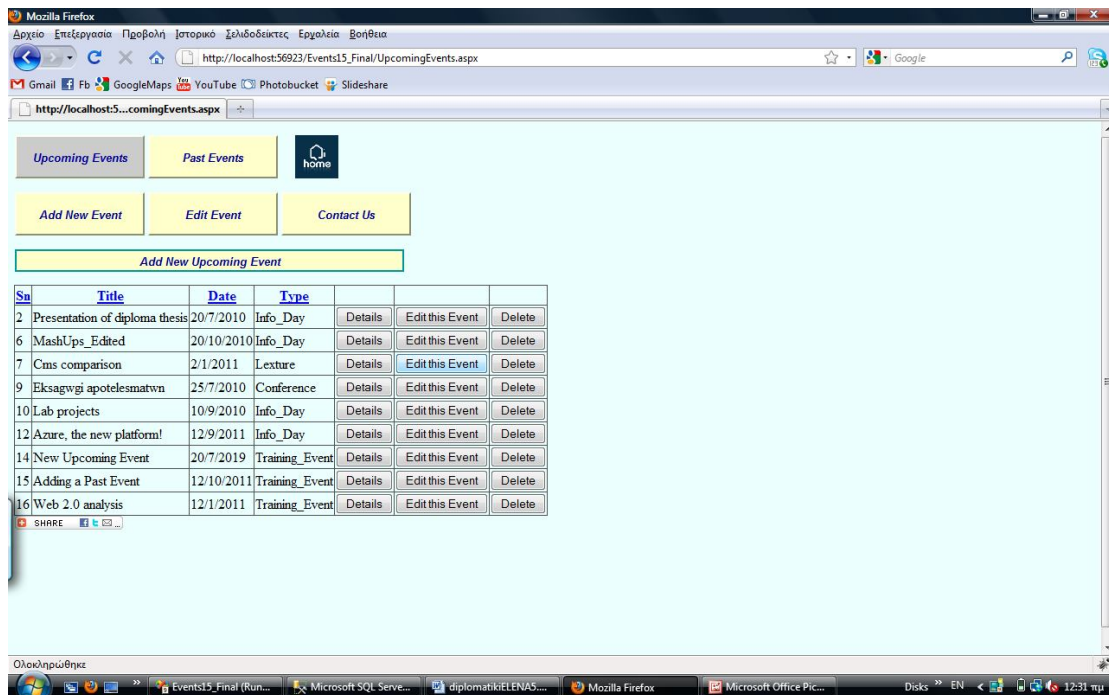 Mozilla Firefox
Αρχείο Επεξεργασία Προβολή Ιστορικό Σελιδοδείκτες Εργαλεία Βοήθεια
http://localhost:56923/Events15_Final/UpcomingEvents.aspx Google
Gmail Fb GoogleMaps YouTube Photobucket Slideshare
http://localhost:5...comingEvents.aspx
Upcoming Events Past Events home
Add New Event Edit Event Contact Us
Add New Upcoming Event
Sn Title Date Type
2 Presentation of diploma thesis 20/7/2010 Info_Day Details Edit this Event Delete
6 MashUps_Edited 20/10/2010 Info_Day Details Edit this Event Delete
7 Cms comparison 2/1/2011 Lexture Details Edit this Event Delete
9 Eksagwgi apotelesmatwn 25/7/2010 Conference Details Edit this Event Delete
10 Lab projects 10/9/2010 Info_Day Details Edit this Event Delete
12 Azure, the new platform! 12/9/2011 Info_Day Details Edit this Event Delete
14 New Upcoming Event 20/7/2019 Training_Event Details Edit this Event Delete
15 Adding a Past Event 12/10/2011 Training_Event Details Edit this Event Delete
16 Web 2.0 analysis 12/1/2011 Training_Event Details Edit this Event Delete
SHARE ...
Ολοκληρώθηκε
Events15_Final (Run... Microsoft SQL Serve... diplomatikiELENA5.... Mozilla Firefox Microsoft Office Pic... Disks » EN 12:31 πμ